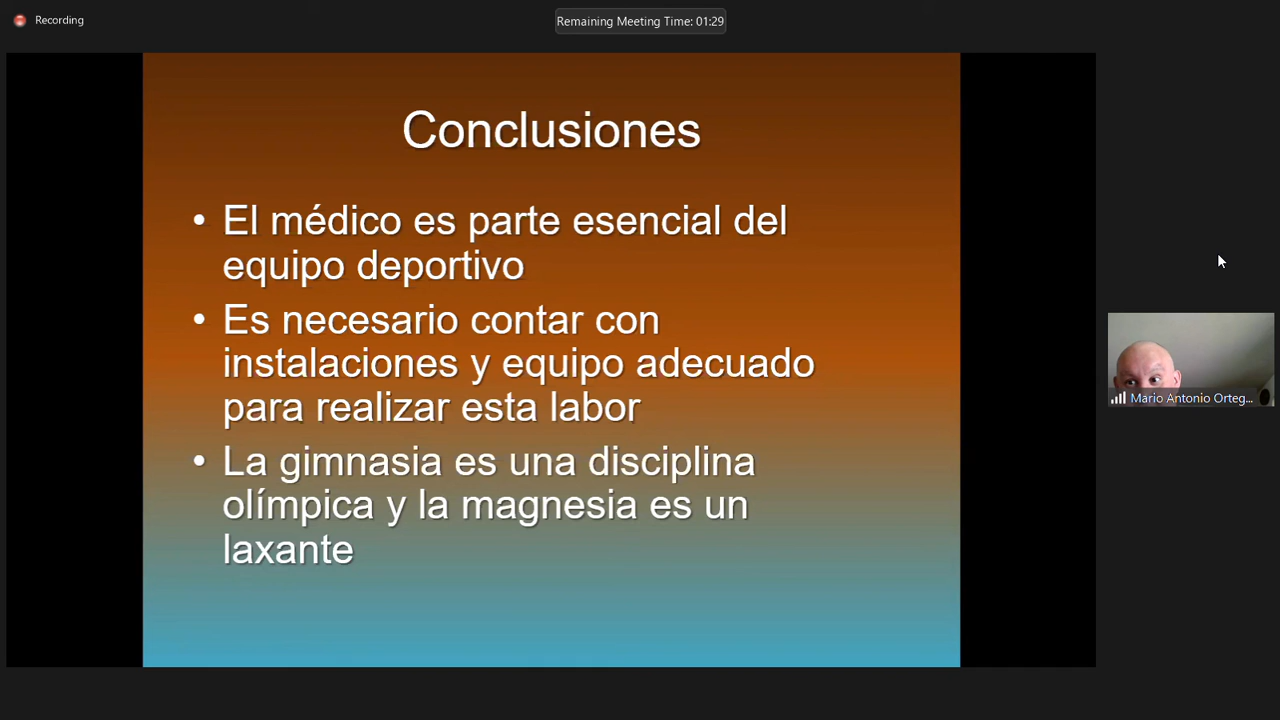 Recording
Remaining Meeting Time: 01:29
Conclusiones
• El médico es parte esencial del
equipo deportivo
• Es necesario contar con
instalaciones y equipo adecuado
para realizar esta labor
• La gimnasia es una disciplina
olímpica y la magnesia es un
laxante
Mario Antonio Orteg...